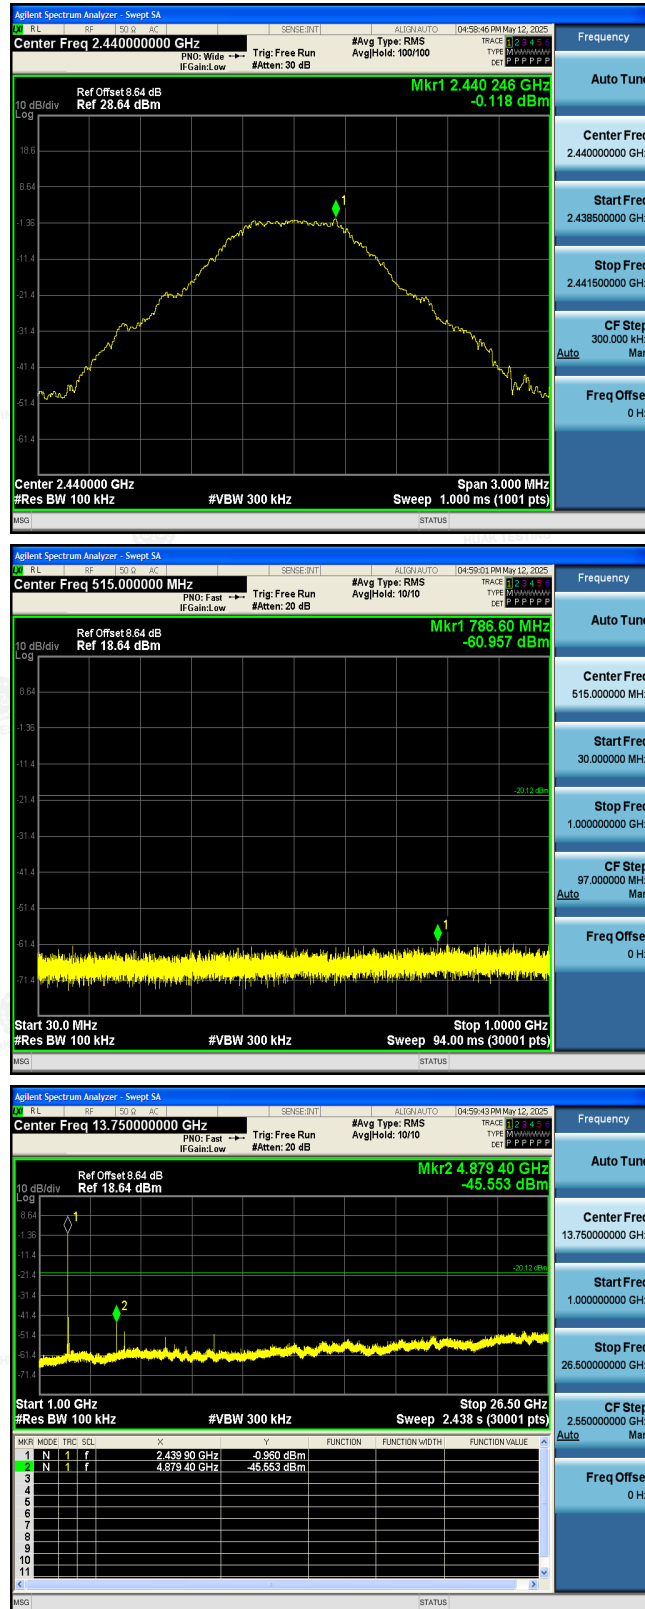 Agilent Spectrum Analyzer - Swept SA
LXI RL RF 50 Ω AC SENSE:INT ALIGN AUTO 04:58:46 PM May 12, 2025
Center Freq 2.440000000 GHz
PNO: Wide Trig: Free Run #Avg Type: RMS TRACE 1 2 3 4 5 6
IFGain:Low #Atten: 30 dB Avg|Hold: 100/100 TYPE M
DET P P P P P P
Ref Offset 8.64 dB Mkr1 2.440 246 GHz
10 dB/div Ref 28.64 dBm -0.118 dBm
Log
18.6
8.64
-1.36
-11.4
-21.4
-31.4
-41.4
-51.4
-61.4
1
Center 2.440000 GHz Span 3.000 MHz
#Res BW 100 kHz #VBW 300 kHz Sweep 1.000 ms (1001 pts)
MSG STATUS
Frequency
Auto Tune
Center Freq
2.440000000 GHz
Start Freq
2.438500000 GHz
Stop Freq
2.441500000 GHz
CF Step
300.000 kHz
Auto Man
Freq Offset
0 Hz
HUAK TESTING
Agilent Spectrum Analyzer - Swept SA
LXI RL RF 50 Ω AC SENSE:INT ALIGN AUTO 04:59:01 PM May 12, 2025
Center Freq 515.000000 MHz
PNO: Fast Trig: Free Run #Avg Type: RMS TRACE 1 2 3 4 5 6
IFGain:Low #Atten: 20 dB Avg|Hold: 10/10 TYPE M
DET P P P P P P
Ref Offset 8.64 dB Mkr1 786.60 MHz
10 dB/div Ref 18.64 dBm -60.957 dBm
Log
8.64
-1.36
-11.4
-21.4
-31.4
-41.4
-51.4
-61.4
-71.4
-20.12 dBm
1
Start 30.0 MHz Stop 1.0000 GHz
#Res BW 100 kHz #VBW 300 kHz Sweep 94.00 ms (30001 pts)
MSG STATUS
Frequency
Auto Tune
Center Freq
515.000000 MHz
Start Freq
30.000000 MHz
Stop Freq
1.000000000 GHz
CF Step
97.000000 MHz
Auto Man
Freq Offset
0 Hz
Agilent Spectrum Analyzer - Swept SA
LXI RL RF 50 Ω AC SENSE:INT ALIGN AUTO 04:59:43 PM May 12, 2025
Center Freq 13.750000000 GHz
PNO: Fast Trig: Free Run #Avg Type: RMS TRACE 1 2 3 4 5 6
IFGain:Low #Atten: 20 dB Avg|Hold: 10/10 TYPE M
DET P P P P P P
Ref Offset 8.64 dB Mkr2 4.879 40 GHz
10 dB/div Ref 18.64 dBm -45.553 dBm
Log
8.64
-1.36
-11.4
-21.4
-31.4
-41.4
-51.4
-61.4
-71.4
-20.12 dBm
1
2
Start 1.00 GHz Stop 26.50 GHz
#Res BW 100 kHz #VBW 300 kHz Sweep 2.438 s (30001 pts)
MKR MODE TRC SCL X Y FUNCTION FUNCTION WIDTH FUNCTION VALUE
1 N 1 f 2.439 90 GHz -0.960 dBm
2 N 1 f 4.879 40 GHz -45.553 dBm
3
4
5
6
7
8
9
10
11
MSG STATUS
Frequency
Auto Tune
Center Freq
13.750000000 GHz
Start Freq
1.000000000 GHz
Stop Freq
26.500000000 GHz
CF Step
2.550000000 GHz
Auto Man
Freq Offset
0 Hz